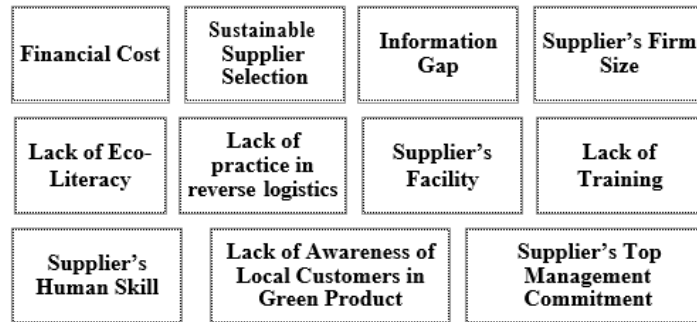 Financial Cost
Sustainable
Supplier
Selection
Information
Gap
Supplier's Firm
Size
Lack of Eco-
Literacy
Lack of
practice in
reverse logistics
Supplier's
Facility
Lack of
Training
Supplier's
Human Skill
Lack of Awareness of
Local Customers in
Green Product
Supplier's Top
Management
Commitment